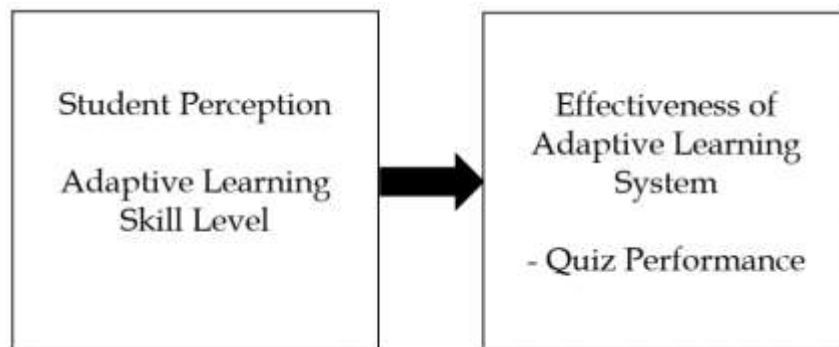 Student Perception
Adaptive Learning
Skill Level
Effectiveness of
Adaptive Learning
System
- Quiz Performance